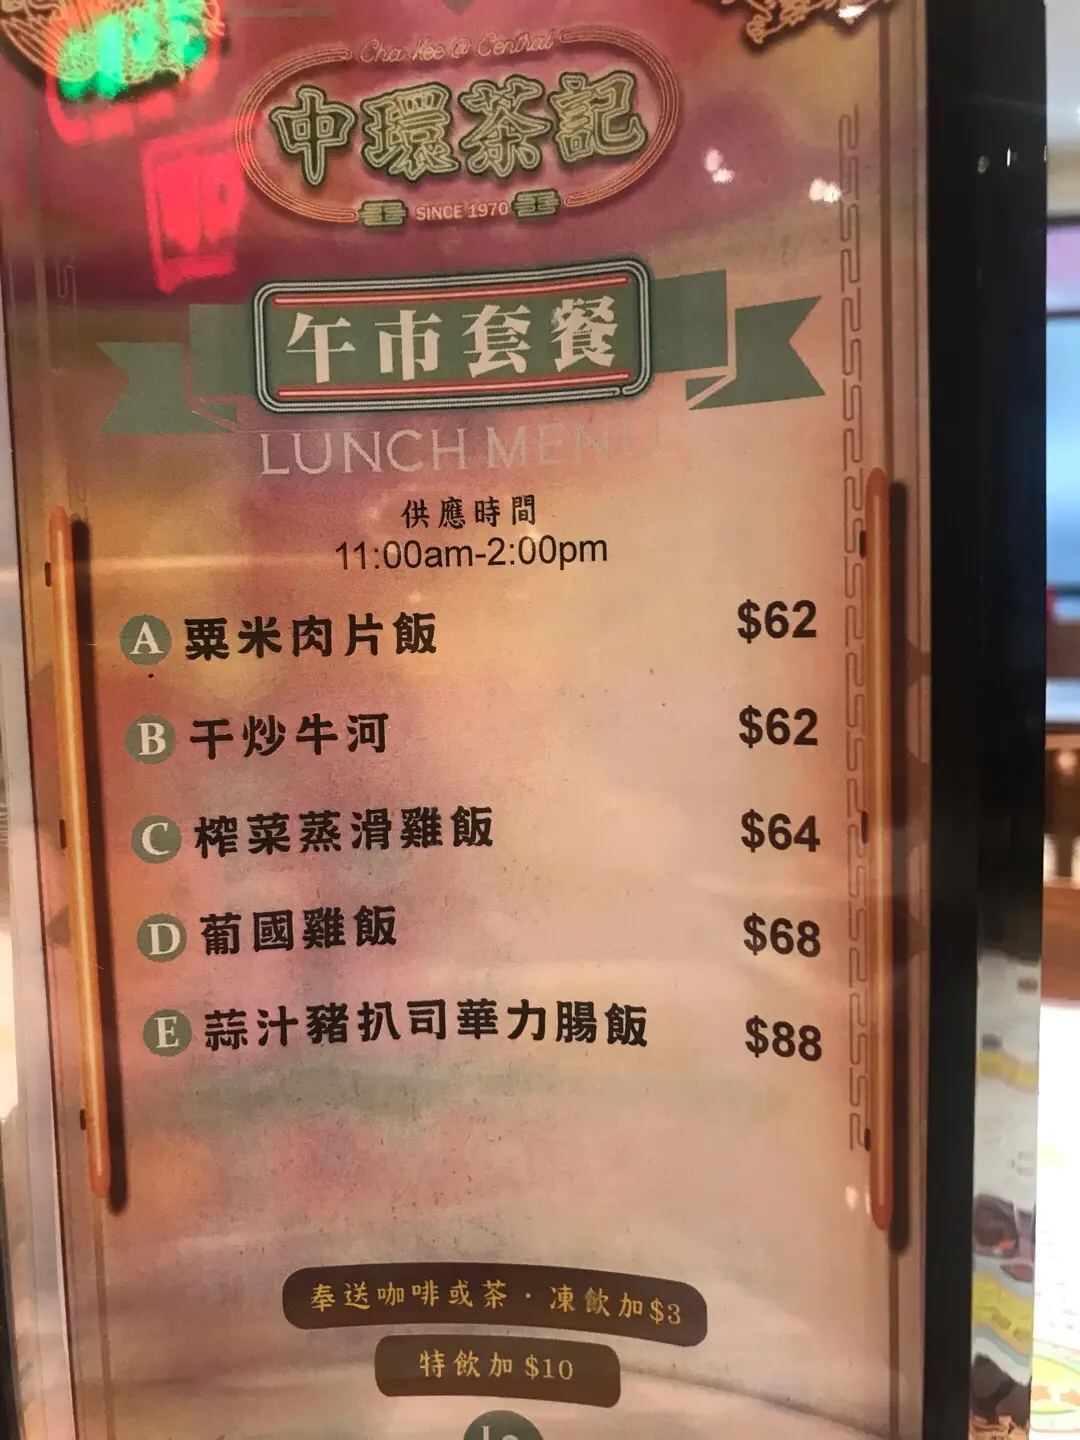 Cha Kee @ Central
中環茶記
SINCE 1970
午市套餐
LUNCH MENU
供應時間
11:00am-2:00pm
A 粟米肉片飯 $62
B 干炒牛河 $62
C 榨菜蒸滑雞飯 $64
D 葡國雞飯 $68
E 蒜汁豬扒司華力腸飯 $88
奉送咖啡或茶·凍飲加$3
特飲加$10